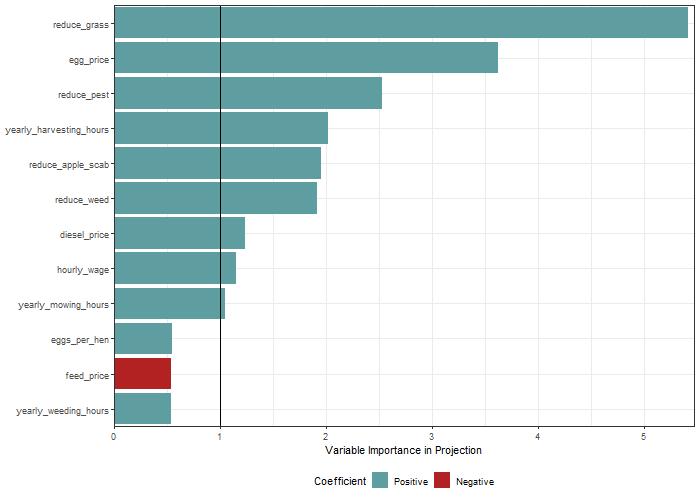 reduce_grass
egg_price
reduce_pest
yearly_harvesting_hours
reduce_apple_scab
reduce_weed
diesel_price
hourly_wage
yearly_mowing_hours
eggs_per_hen
feed_price
yearly_weeding_hours
0 1 2 3 4 5
Variable Importance in Projection
Coefficient Positive Negative